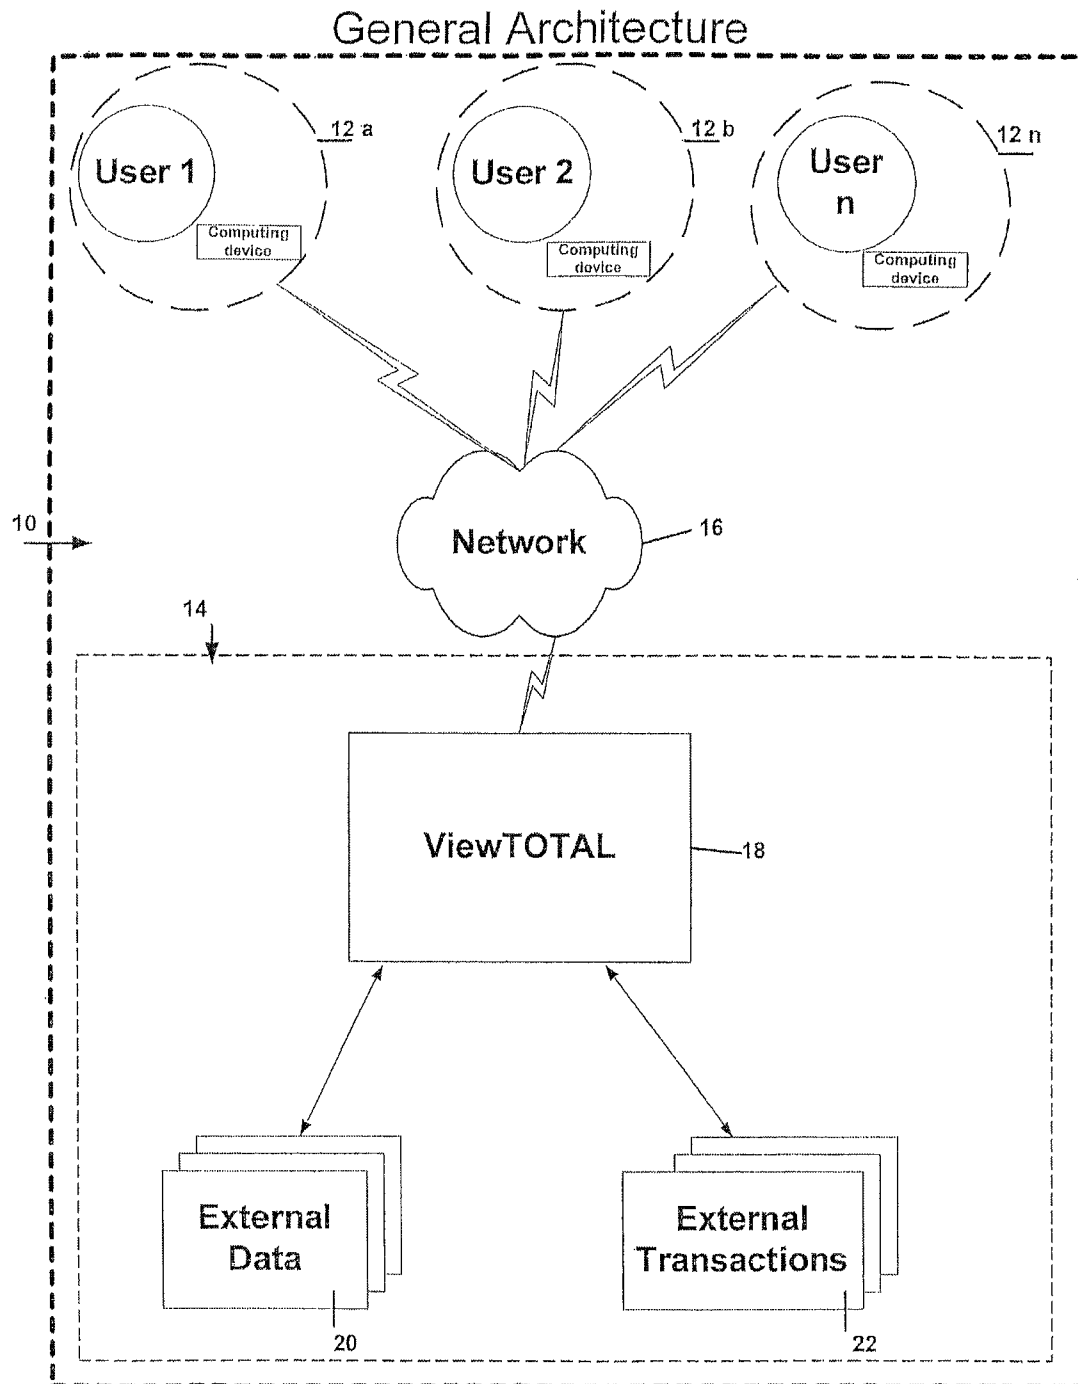 General Architecture
12 a
12 b
12 n
User 1
User 2
User
n
Computing
device
Computing
device
Computing
device
10
Network
16
14
ViewTOTAL
18
External
Data
External
Transactions
20
22